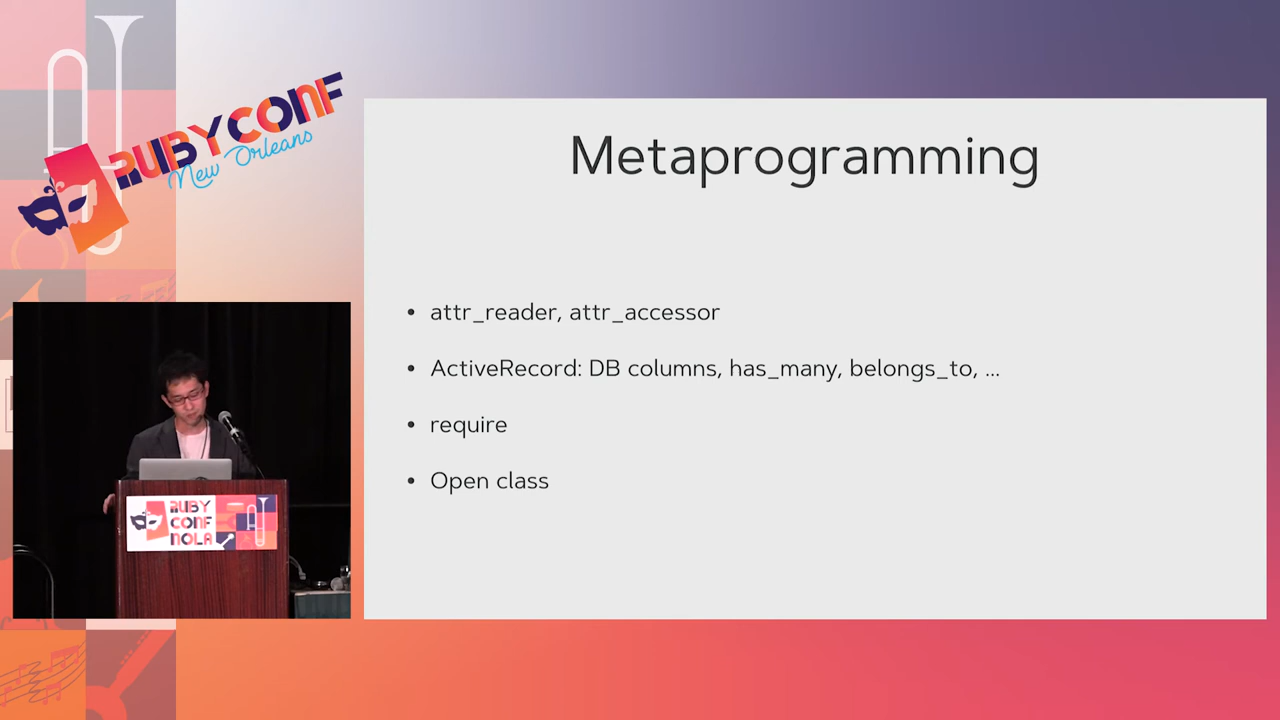 RUBYCONF
New Orleans
Metaprogramming
• attr_reader, attr_accessor
• ActiveRecord: DB columns, has_many, belongs_to, ...
• require
• Open class
RUBY
CONF
NOLA